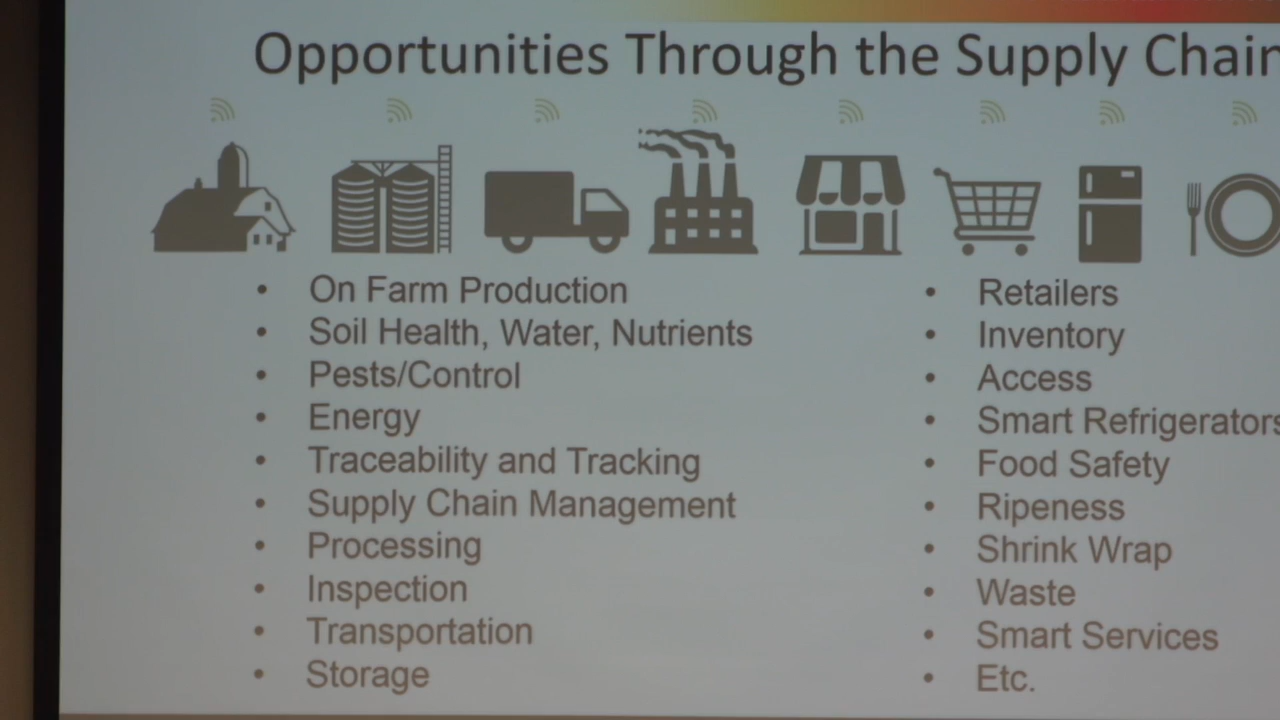 Opportunities Through the Supply Chain
• On Farm Production
• Soil Health, Water, Nutrients
• Pests/Control
• Energy
• Traceability and Tracking
• Supply Chain Management
• Processing
• Inspection
• Transportation
• Storage
• Retailers
• Inventory
• Access
• Smart Refrigerators
• Food Safety
• Ripeness
• Shrink Wrap
• Waste
• Smart Services
• Etc.